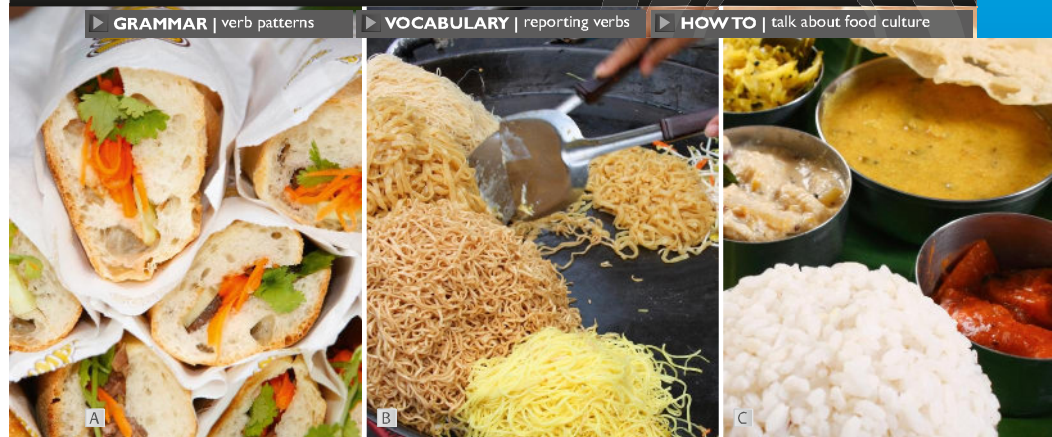 GRAMMAR | verb patterns
VOCABULARY | reporting verbs
HOW TO | talk about food culture
A
B
C